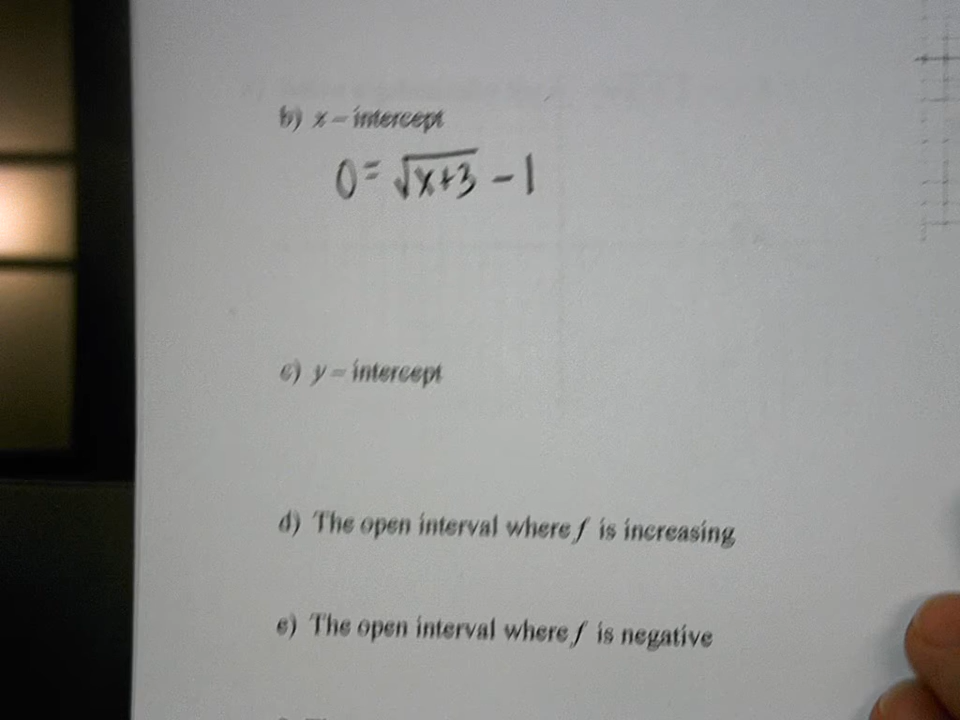 b) x – intercept
0 = √x+3 - 1
c) y – intercept
d) The open interval where f is increasing
e) The open interval where f is negative